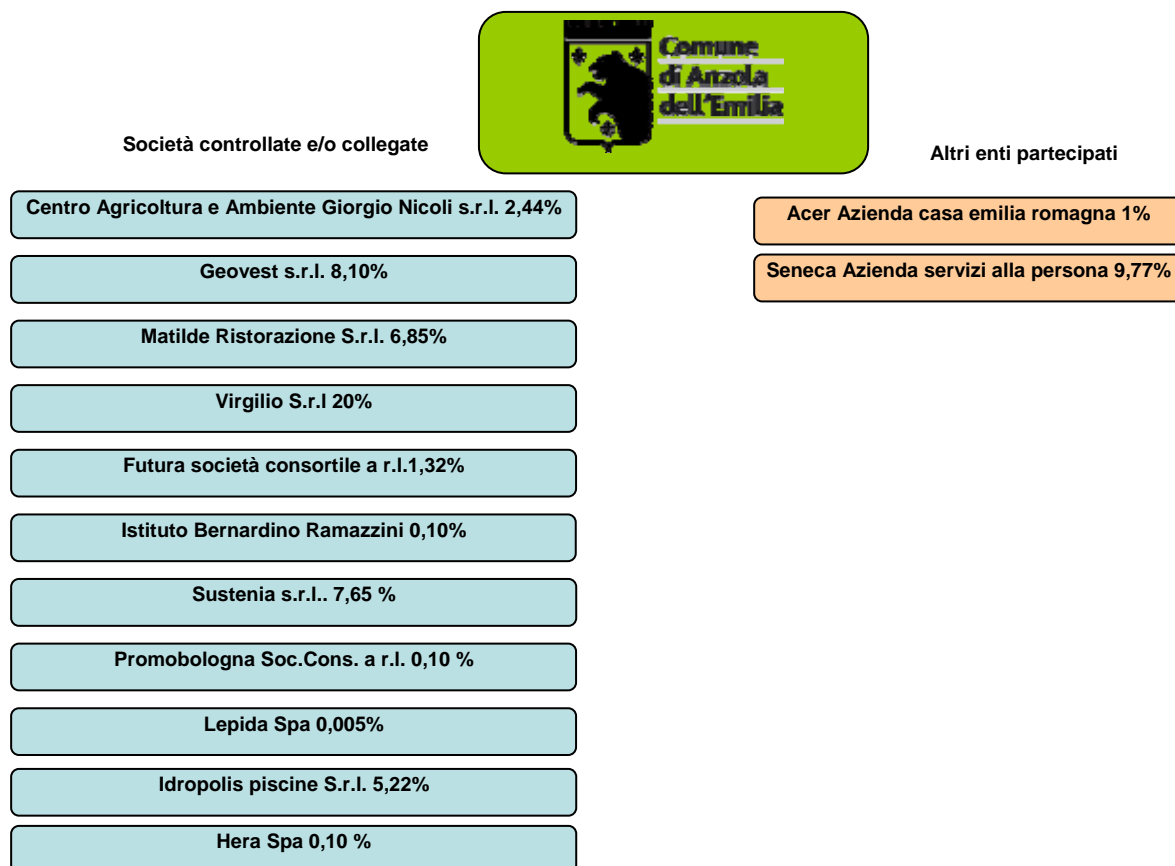 Comune
di Anzola
dell'Emilia
Società controllate e/o collegate
Altri enti partecipati
Centro Agricoltura e Ambiente Giorgio Nicoli s.r.l. 2,44%
Geovest s.r.l. 8,10%
Matilde Ristorazione S.r.l. 6,85%
Virgilio S.r.l 20%
Futura società consortile a r.l.1,32%
Istituto Bernardino Ramazzini 0,10%
Sustenia s.r.l.. 7,65 %
Promobologna Soc.Cons. a r.l. 0,10 %
Lepida Spa 0,005%
Idropolis piscine S.r.l. 5,22%
Hera Spa 0,10 %
Acer Azienda casa emilia romagna 1%
Seneca Azienda servizi alla persona 9,77%